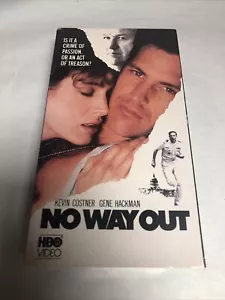 IS IT A
CRIME OF
PASSION,
OR AN ACT
OF TREASON?
KEVIN COSTNER GENE HACKMAN
NO WAY OUT
HBO
VIDEO